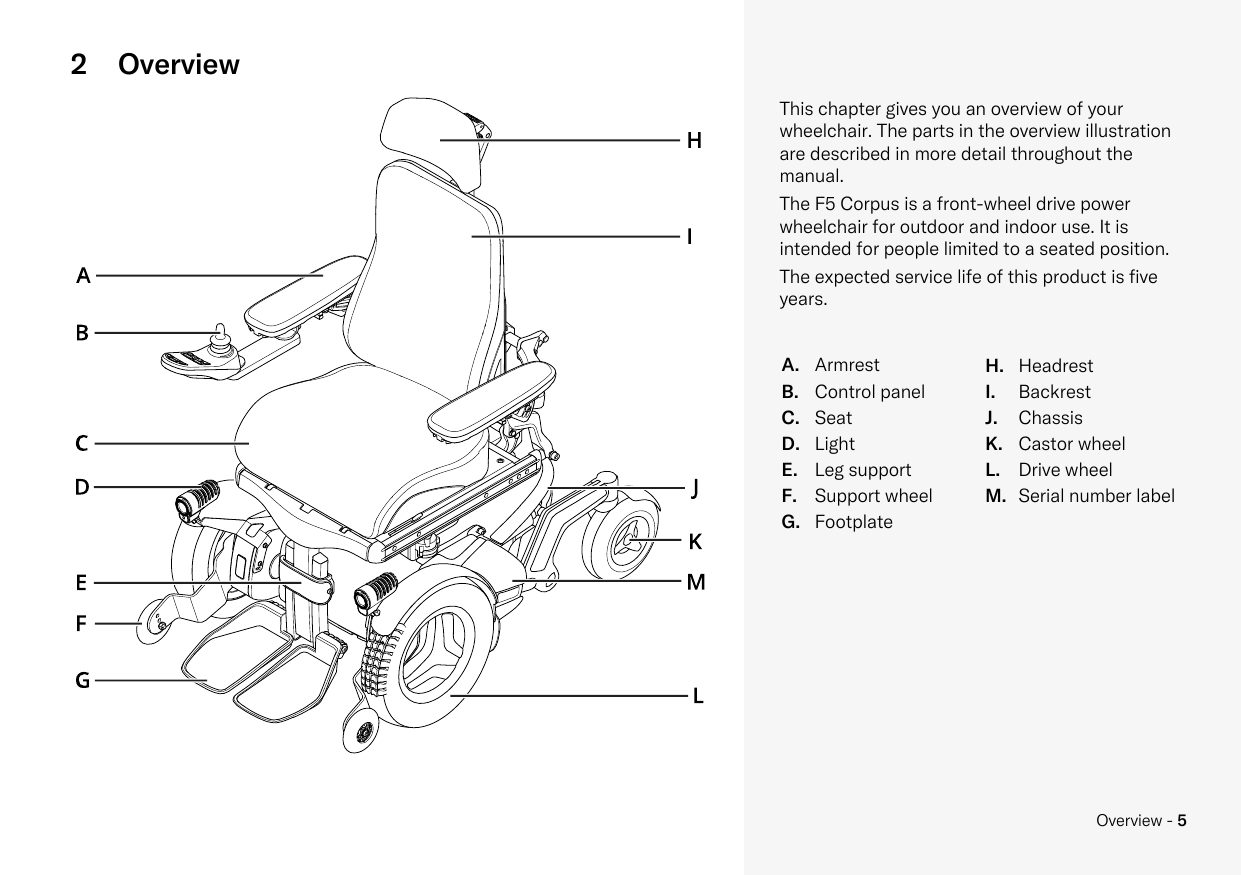 2 Overview
H
I
A
B
C
D
J
K
E
M
F
G
L
This chapter gives you an overview of your
wheelchair. The parts in the overview illustration
are described in more detail throughout the
manual.
The F5 Corpus is a front-wheel drive power
wheelchair for outdoor and indoor use. It is
intended for people limited to a seated position.
The expected service life of this product is five
years.
A. Armrest
B. Control panel
C. Seat
D. Light
E. Leg support
F. Support wheel
G. Footplate
H. Headrest
I. Backrest
J. Chassis
K. Castor wheel
L. Drive wheel
M. Serial number label
Overview - 5